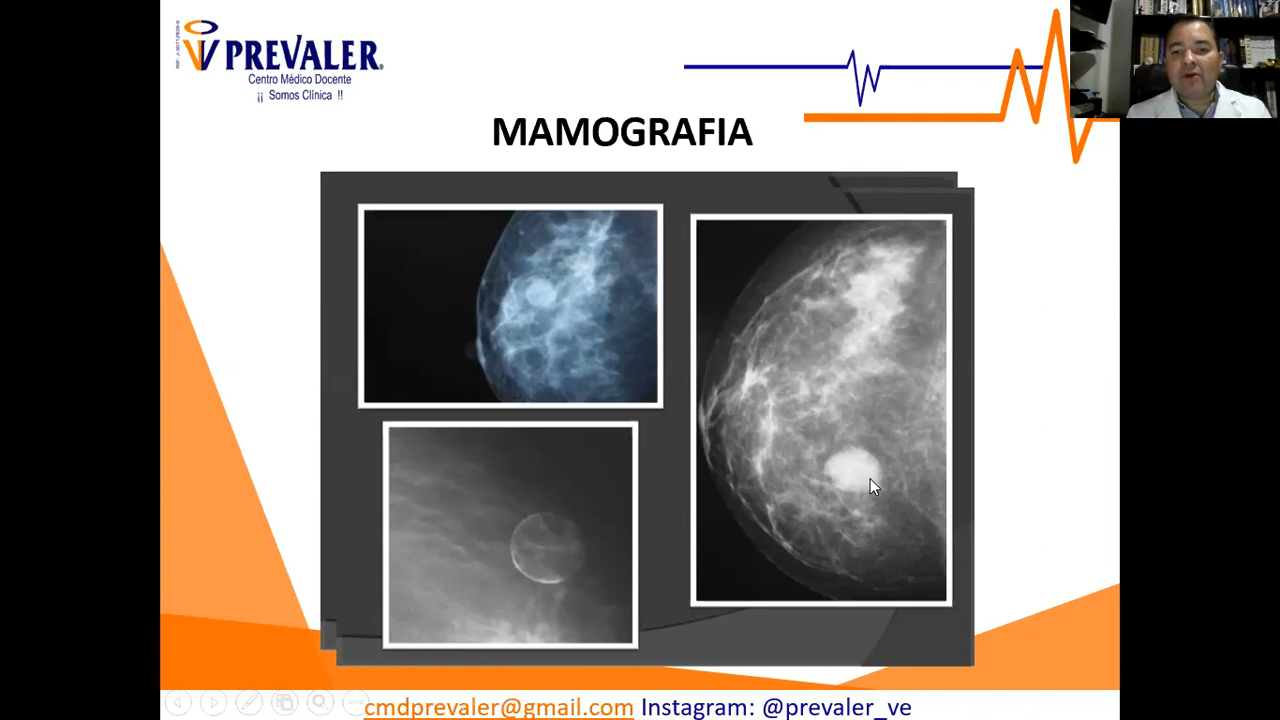 PREVALER
Centro Médico Docente
¡¡ Somos Clínica !!
MAMOGRAFIA
cmdprevaler@gmail.com Instagram: @prevaler_ve